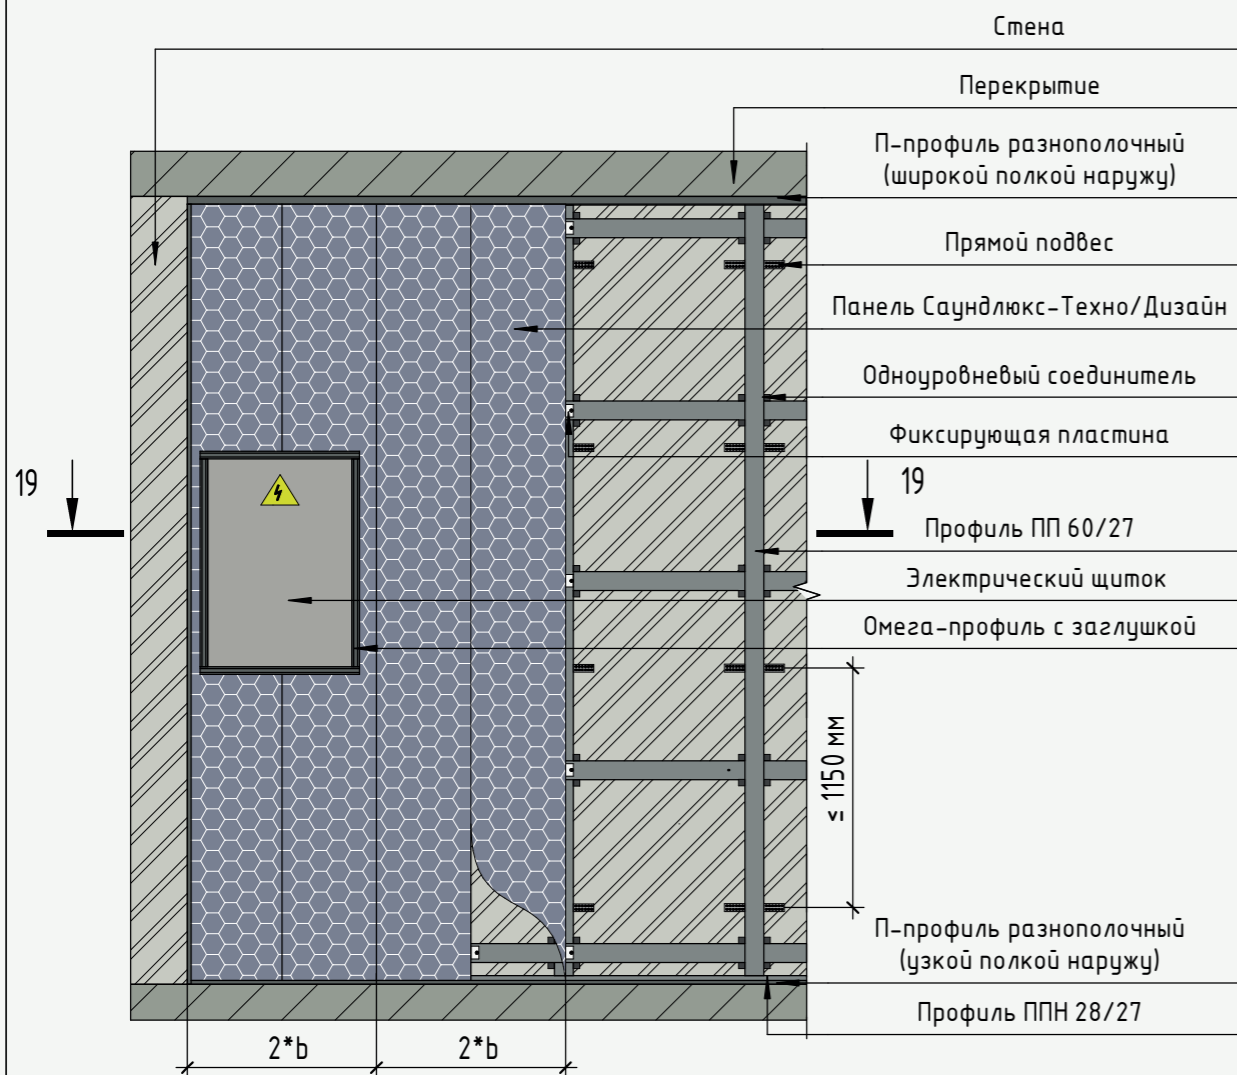 Стена
Перекрытие
П-профиль разнополочный
(широкой полкой наружу)
Прямой подвес
Панель Саундлюкс-Техно/Дизайн
Одноуровневый соединитель
Фиксирующая пластина
19
19
Профиль ПП 60/27
Электрический щиток
Омега-профиль с заглушкой
≤ 1150 мм
П-профиль разнополочный
(узкой полкой наружу)
Профиль ППН 28/27
2*b
2*b